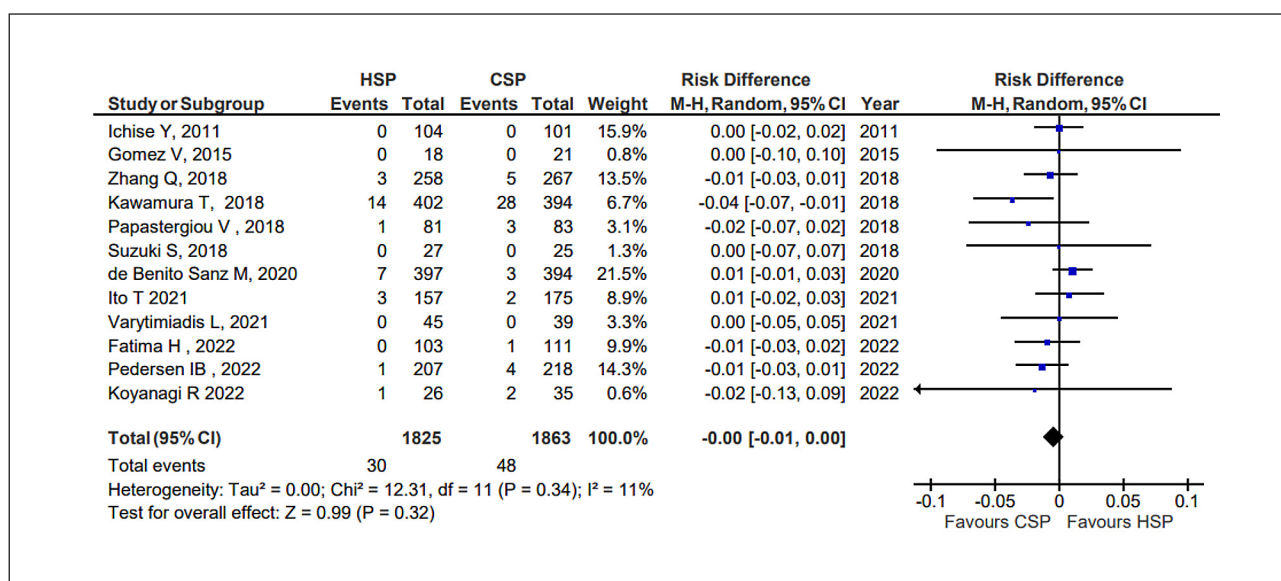 HSP CSP Risk Difference Risk Difference
Study or Subgroup Events Total Events Total Weight M-H, Random, 95% CI Year M-H, Random, 95% CI
Ichise Y, 2011 0 104 0 101 15.9% 0.00 [-0.02, 0.02] 2011
Gomez V, 2015 0 18 0 21 0.8% 0.00 [-0.10, 0.10] 2015
Zhang Q, 2018 3 258 5 267 13.5% -0.01 [-0.03, 0.01] 2018
Kawamura T, 2018 14 402 28 394 6.7% -0.04 [-0.07, -0.01] 2018
Papastergiou V , 2018 1 81 3 83 3.1% -0.02 [-0.07, 0.02] 2018
Suzuki S, 2018 0 27 0 25 1.3% 0.00 [-0.07, 0.07] 2018
de Benito Sanz M, 2020 7 397 3 394 21.5% 0.01 [-0.01, 0.03] 2020
Ito T 2021 3 157 2 175 8.9% 0.01 [-0.02, 0.03] 2021
Varytimiadis L, 2021 0 45 0 39 3.3% 0.00 [-0.05, 0.05] 2021
Fatima H , 2022 0 103 1 111 9.9% -0.01 [-0.03, 0.02] 2022
Pedersen IB , 2022 1 207 4 218 14.3% -0.01 [-0.03, 0.01] 2022
Koyanagi R 2022 1 26 2 35 0.6% -0.02 [-0.13, 0.09] 2022
Total (95% CI) 1825 1863 100.0% -0.00 [-0.01, 0.00]
Total events 30 48
Heterogeneity: Tau² = 0.00; Chi² = 12.31, df = 11 (P = 0.34); I² = 11%
Test for overall effect: Z = 0.99 (P = 0.32)
-0.1 -0.05 0 0.05 0.1
Favours CSP Favours HSP